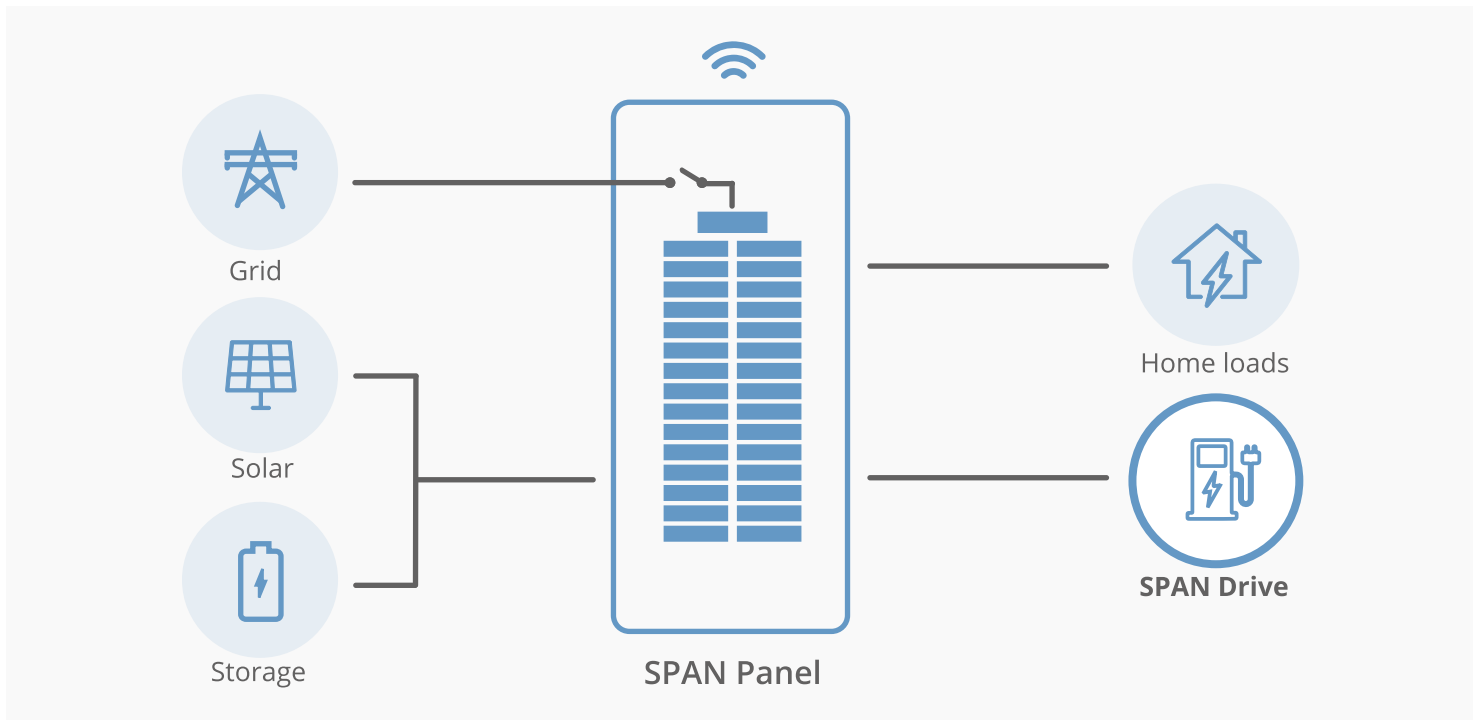 Grid
Solar
Storage
SPAN Panel
Home loads
SPAN Drive